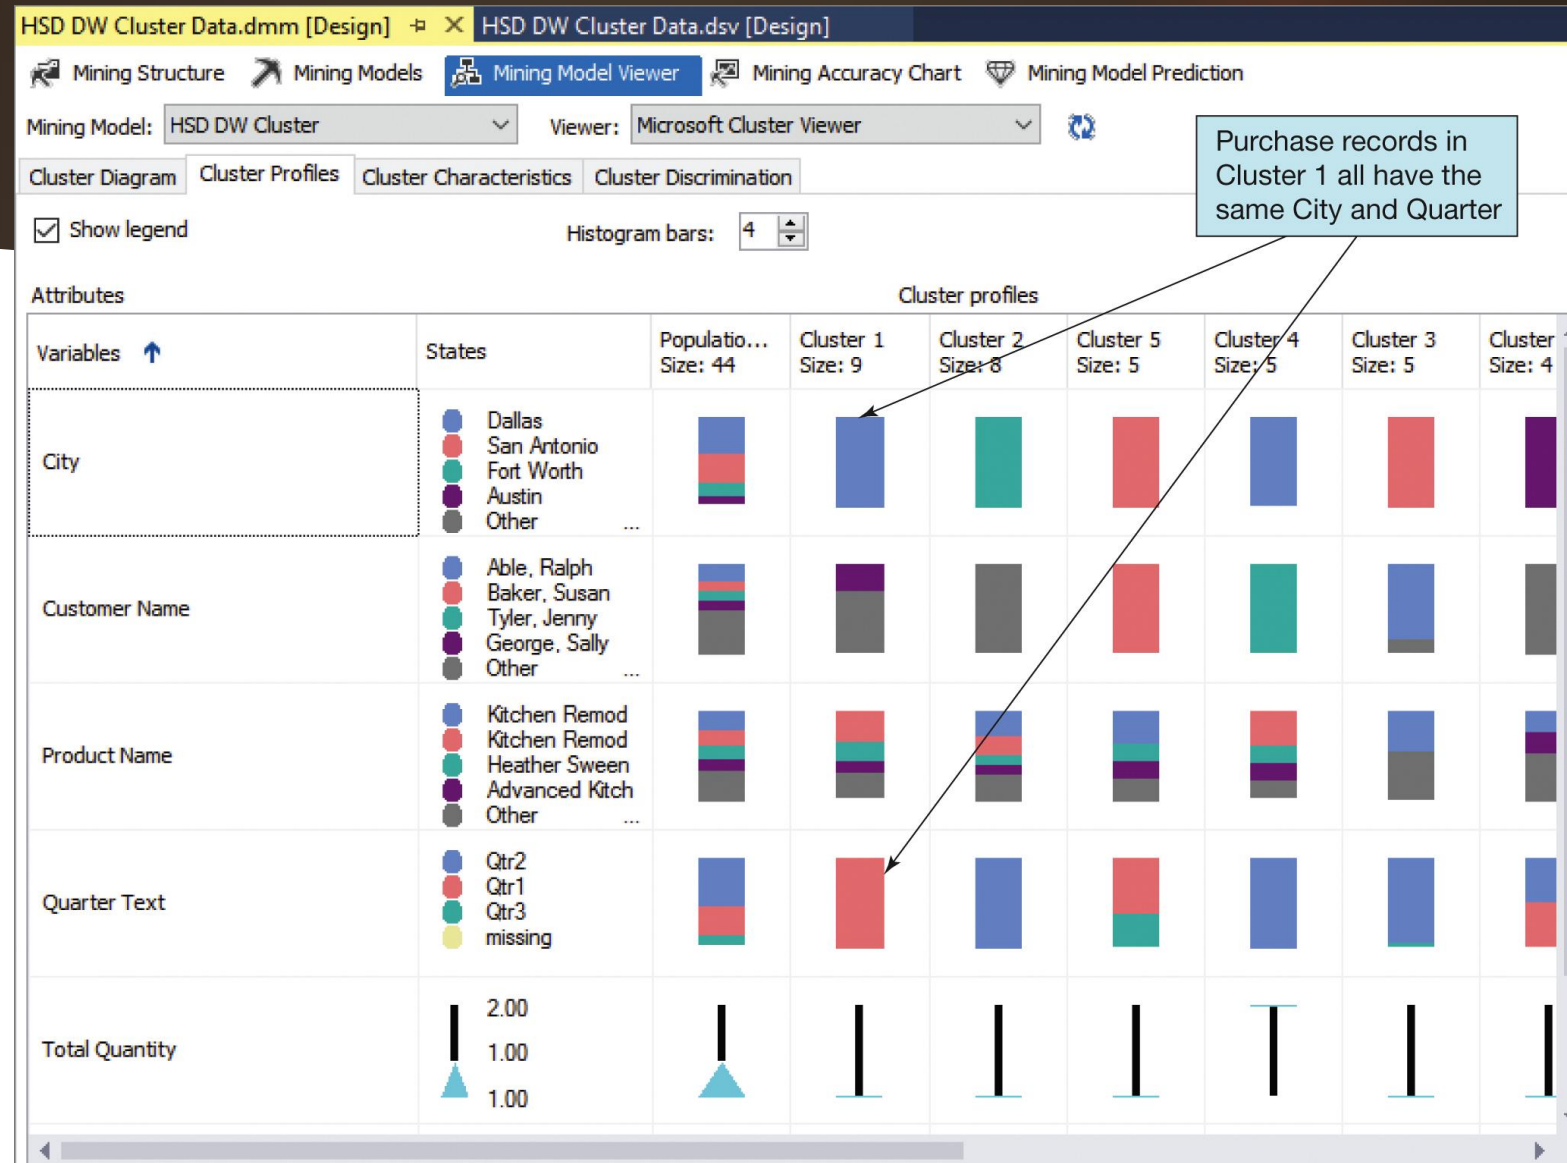 HSD DW Cluster Data.dmm [Design]
HSD DW Cluster Data.dsv [Design]
Mining Structure
Mining Models
Mining Model Viewer
Mining Accuracy Chart
Mining Model Prediction
Mining Model:
HSD DW Cluster
Viewer:
Microsoft Cluster Viewer
Purchase records in
Cluster 1 all have the
same City and Quarter
Cluster Diagram
Cluster Profiles
Cluster Characteristics
Cluster Discrimination
Show legend
Histogram bars:
4
Attributes
Cluster profiles
Variables
States
Populatio...
Size: 44
Cluster 1
Size: 9
Cluster 2
Size: 8
Cluster 5
Size: 5
Cluster 4
Size: 5
Cluster 3
Size: 5
Cluster
Size: 4
City
Dallas
San Antonio
Fort Worth
Austin
Other
...
Customer Name
Able, Ralph
Baker, Susan
Tyler, Jenny
George, Sally
Other
...
Product Name
Kitchen Remod
Kitchen Remod
Heather Sween
Advanced Kitch
Other
...
Quarter Text
Qtr2
Qtr1
Qtr3
missing
Total Quantity
2.00
1.00
1.00